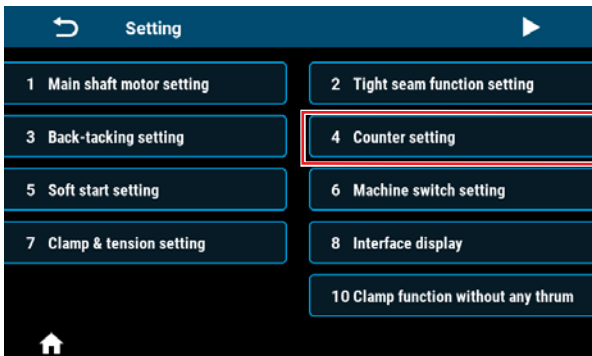 Setting
1 Main shaft motor setting
2 Tight seam function setting
3 Back-tacking setting
4 Counter setting
5 Soft start setting
6 Machine switch setting
7 Clamp & tension setting
8 Interface display
10 Clamp function without any thrum